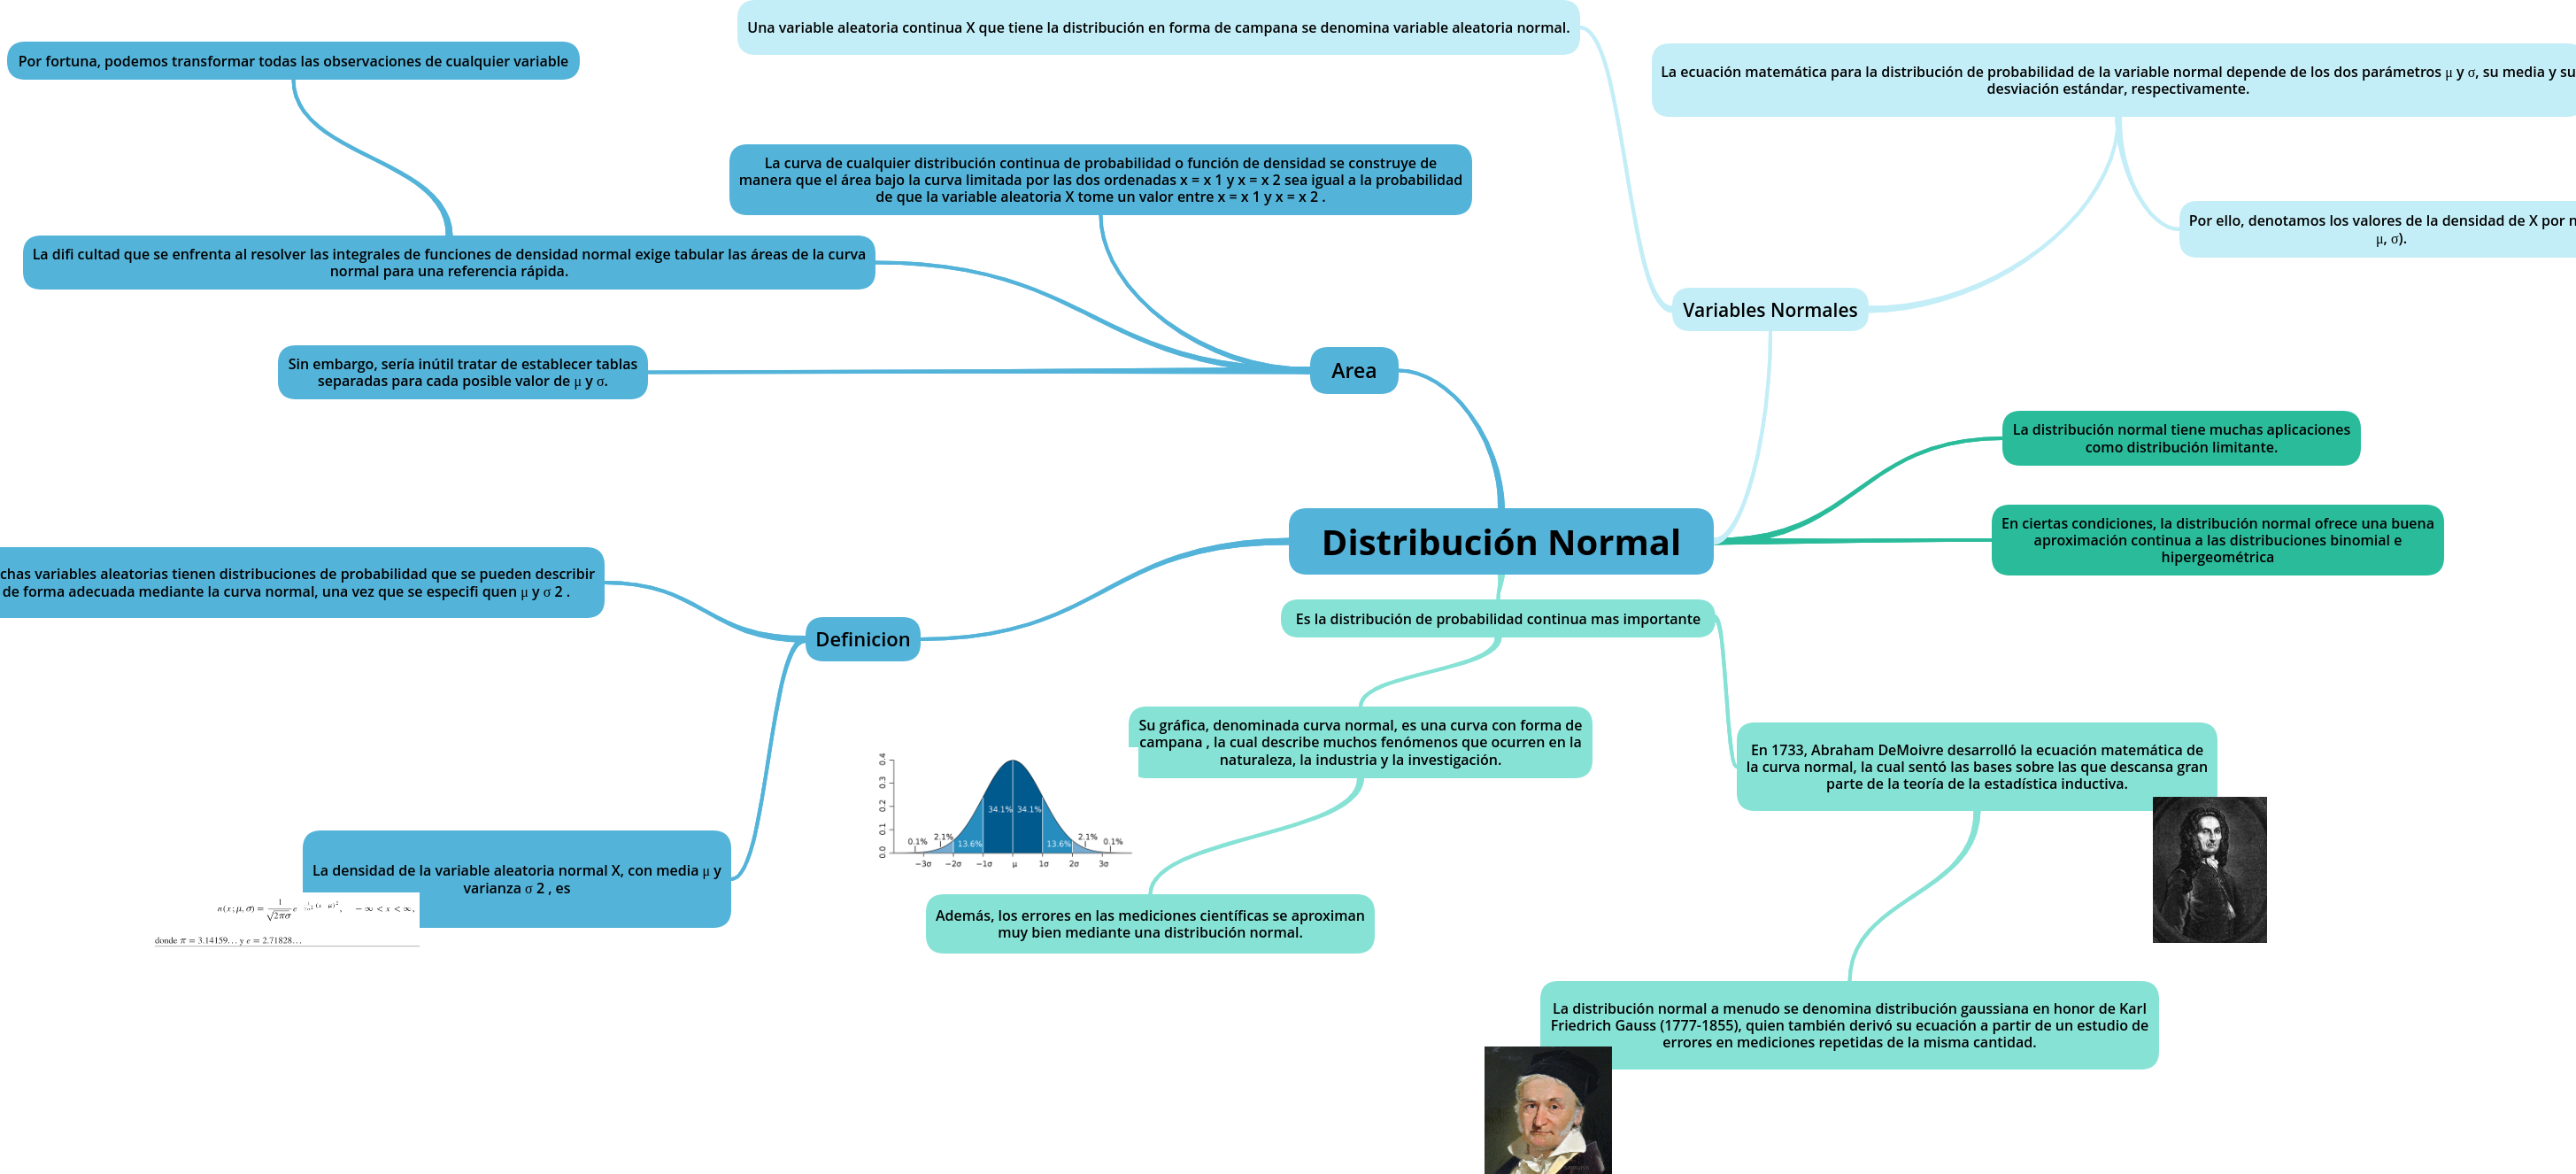 Una variable aleatoria continua X que tiene la distribución en forma de campana se denomina variable aleatoria normal.
Por fortuna, podemos transformar todas las observaciones de cualquier variable
La ecuación matemática para la distribución de probabilidad de la variable normal depende de los dos parámetros μ y σ, su media y su
desviación estándar, respectivamente.
La curva de cualquier distribución continua de probabilidad o función de densidad se construye de
manera que el área bajo la curva limitada por las dos ordenadas x = x 1 y x = x 2 sea igual a la probabilidad
de que la variable aleatoria X tome un valor entre x = x 1 y x = x 2 .
Por ello, denotamos los valores de la densidad de X por
μ, σ).
La difi cultad que se enfrenta al resolver las integrales de funciones de densidad normal exige tabular las áreas de la curva
normal para una referencia rápida.
Variables Normales
Sin embargo, sería inútil tratar de establecer tablas
separadas para cada posible valor de μ y σ.
Area
La distribución normal tiene muchas aplicaciones
como distribución limitante.
Distribución Normal
En ciertas condiciones, la distribución normal ofrece una buena
aproximación continua a las distribuciones binomial e
hipergeométrica
chas variables aleatorias tienen distribuciones de probabilidad que se pueden describir
de forma adecuada mediante la curva normal, una vez que se especifi quen μ y σ 2 .
Definicion
Es la distribución de probabilidad continua mas importante
Su gráfica, denominada curva normal, es una curva con forma de
campana , la cual describe muchos fenómenos que ocurren en la
naturaleza, la industria y la investigación.
En 1733, Abraham DeMoivre desarrolló la ecuación matemática de
la curva normal, la cual sentó las bases sobre las que descansa gran
parte de la teoría de la estadística inductiva.
0.4
0.3
0.2
0.1
0.0
34.1% 34.1%
0.1% 2.1% 13.6% 13.6% 2.1% 0.1%
−3σ −2σ −1σ μ 1σ 2σ 3σ
La densidad de la variable aleatoria normal X, con media μ y
varianza σ 2 , es
n(x; μ, σ) = 1/√2πσ e (x μ)2, − ∞ < x < ∞,
donde π = 3.14159… y e = 2.71828…
Además, los errores en las mediciones científicas se aproximan
muy bien mediante una distribución normal.
La distribución normal a menudo se denomina distribución gaussiana en honor de Karl
Friedrich Gauss (1777-1855), quien también derivó su ecuación a partir de un estudio de
errores en mediciones repetidas de la misma cantidad.